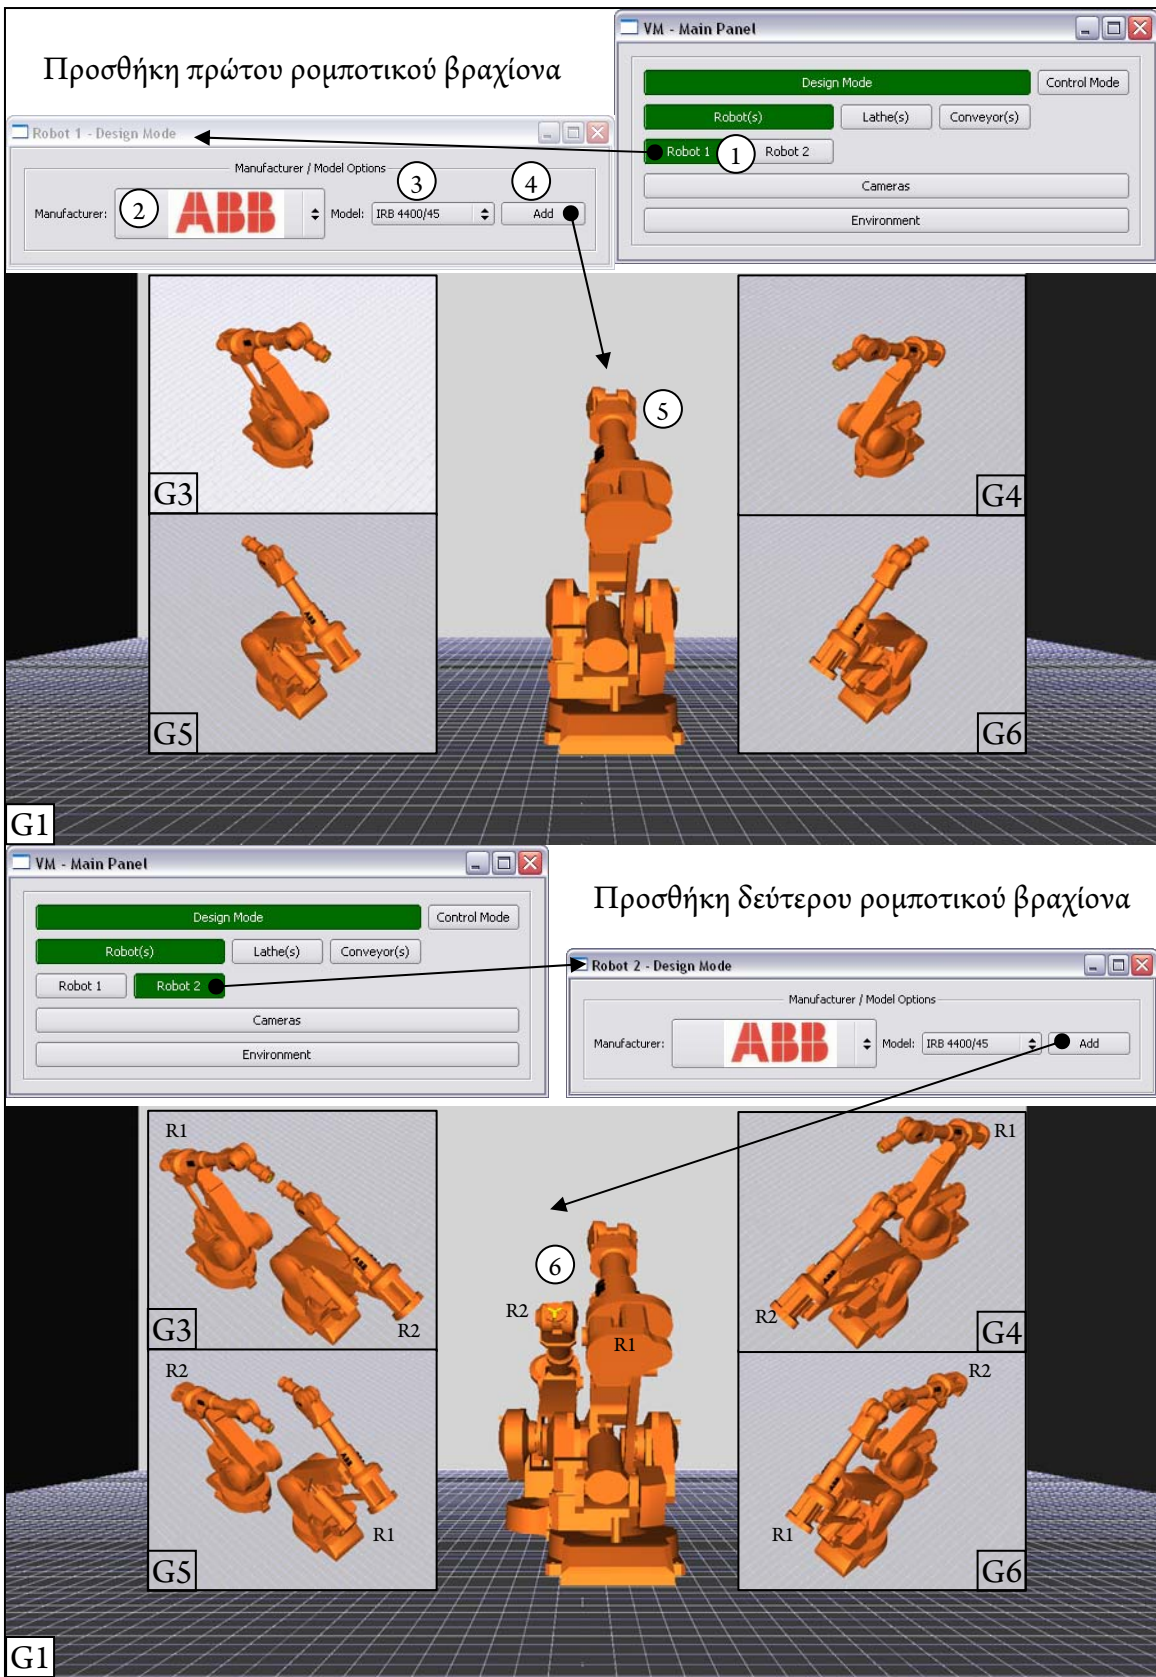 Προσθήκη πρώτου ρομποτικού βραχίονα
VM - Main Panel
Design Mode
Control Mode
Robot(s)
Lathe(s)
Conveyor(s)
Robot 1
1
Robot 2
Cameras
Environment
Robot 1 - Design Mode
Manufacturer / Model Options
Manufacturer:
2
ABB
3
Model:
IRB 4400/45
4
Add
5
G3
G4
G5
G6
G1
VM - Main Panel
Design Mode
Control Mode
Robot(s)
Lathe(s)
Conveyor(s)
Robot 1
Robot 2
Cameras
Environment
Προσθήκη δεύτερου ρομποτικού βραχίονα
Robot 2 - Design Mode
Manufacturer / Model Options
Manufacturer:
ABB
Model:
IRB 4400/45
Add
R1
R2
G3
R1
R2
G4
6
R2
R1
R2
R1
G5
R2
R1
G6
G1